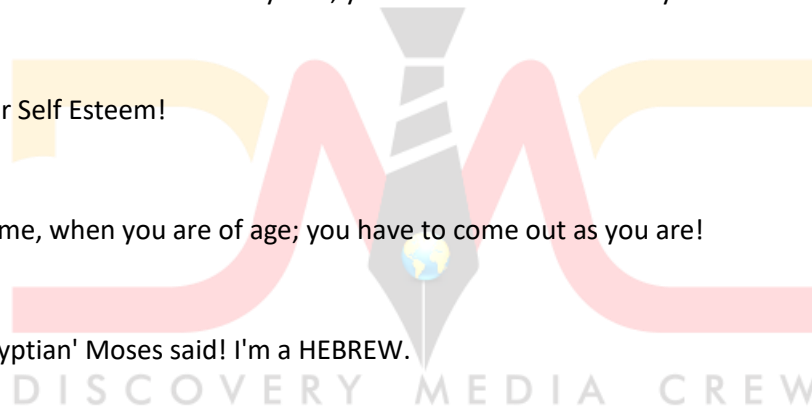 r Self Esteem!
me, when you are of age; you have to come out as you are!
yptian' Moses said! I'm a HEBREW.
DISCOVERY MEDIA CREW